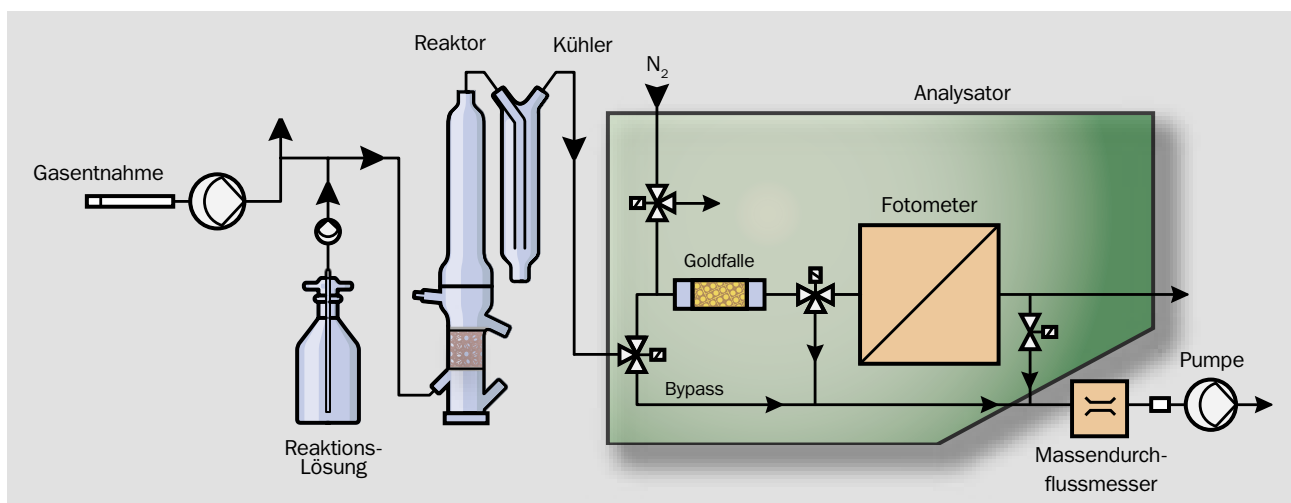 Reaktor
Kühler
N₂
Analysator
Gasentnahme
Fotometer
Goldfalle
Bypass
Pumpe
Reaktions-
Lösung
Massendurch-
flussmesser